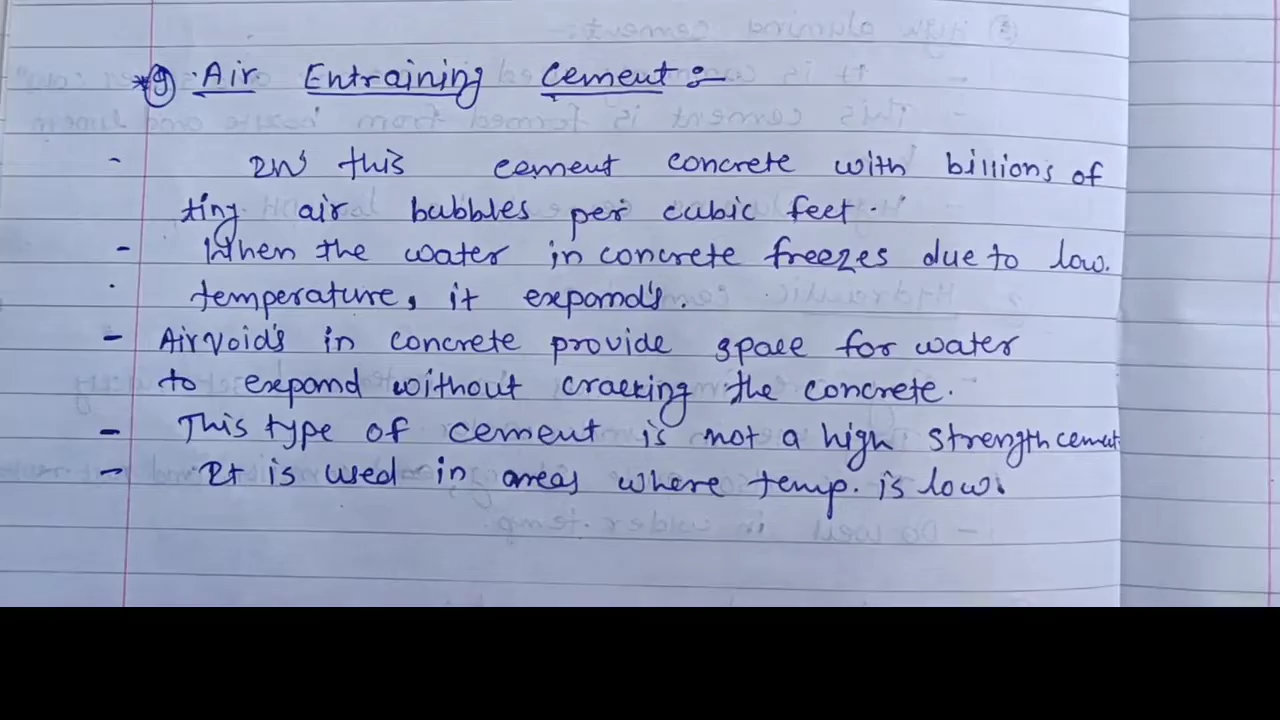 *9) Air Entraining Cement :-
- In this cement concrete with billions of
tiny air bubbles per cubic feet.
- When the water in concrete freezes due to low.
temperature, it expand's.
- Air Void's in concrete provide space for water
to expand without cracking the concrete.
- This type of cement is not a high strength cement
- It is used in areas where temp. is low.